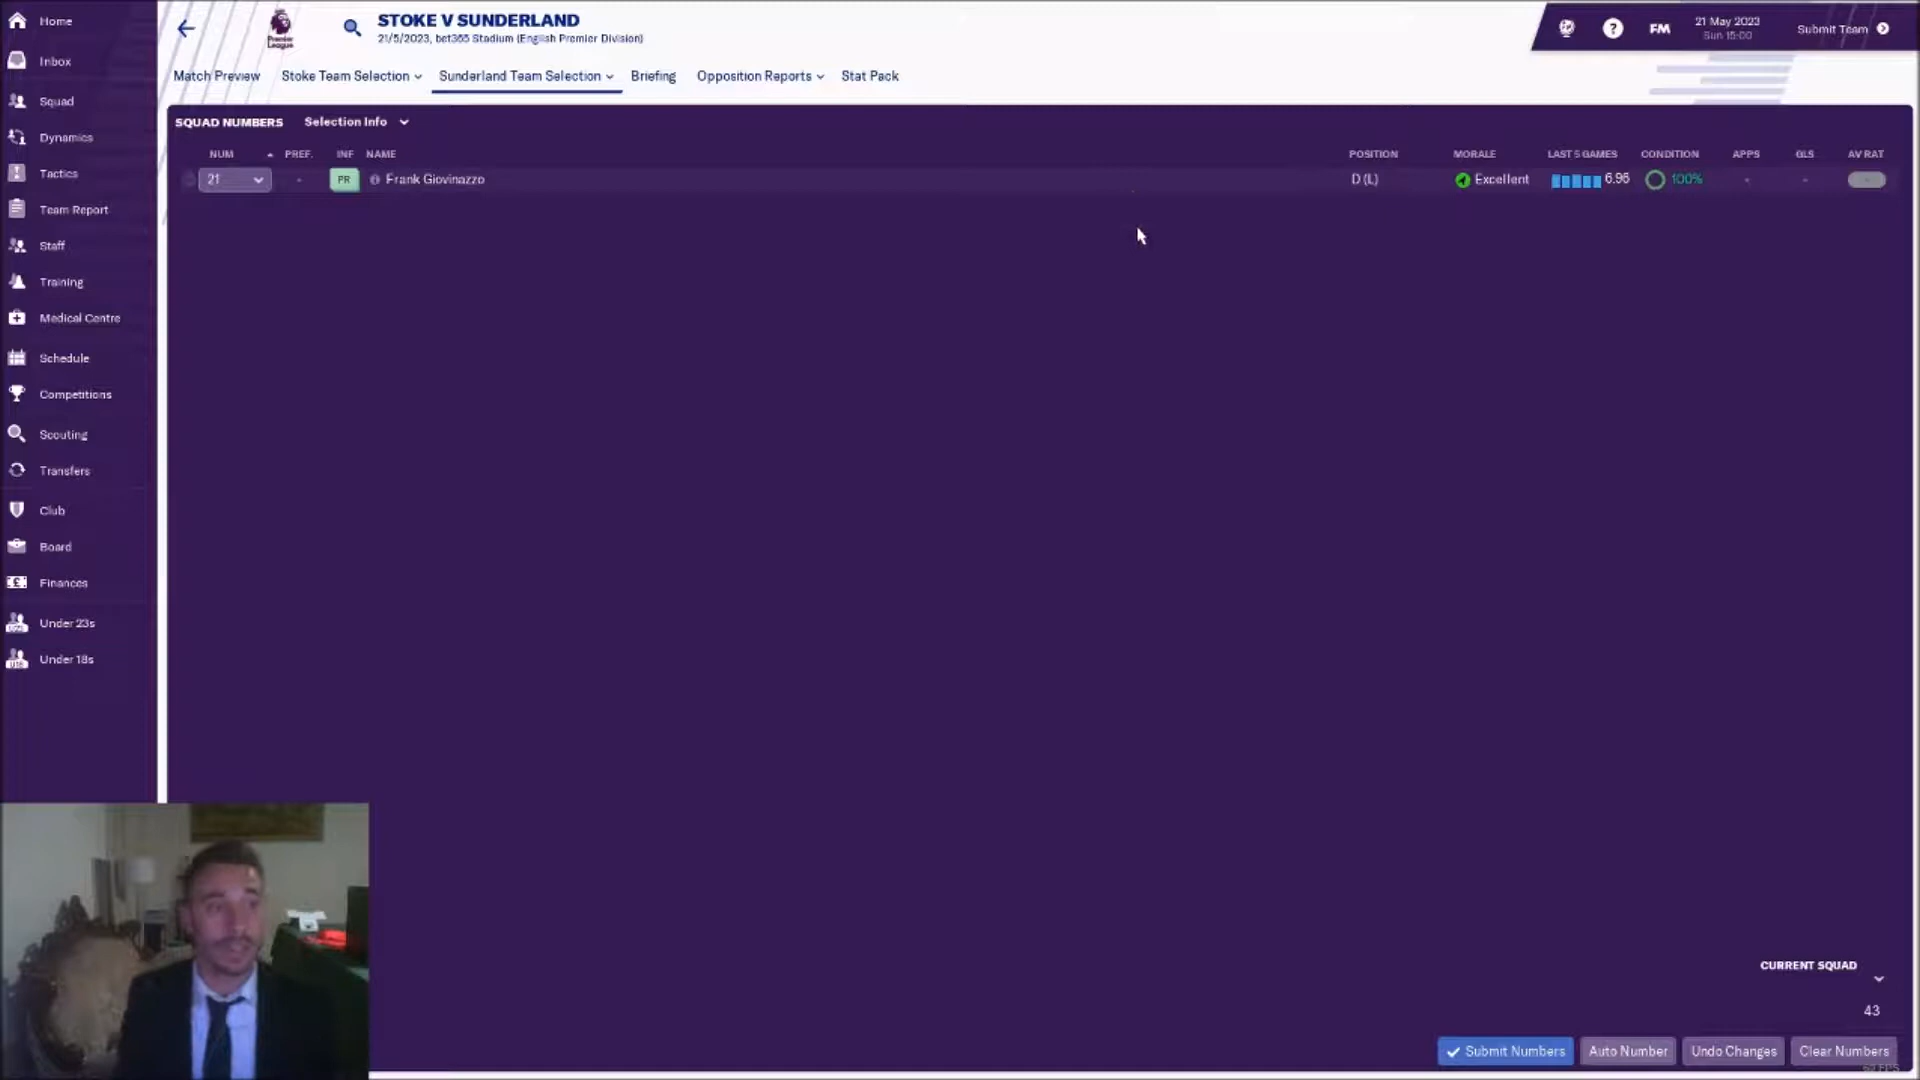 Home
Inbox
Squad
Dynamics
Tactics
Team Report
Staff
Training
Medical Centre
Schedule
Competitions
Scouting
Transfers
Club
Board
Finances
Under 23s
Under 18s
Premier League
STOKE V SUNDERLAND
21/5/2023, bet365 Stadium (English Premier Division)
FM
21 May 2023
Sun 15:00
Submit Team
Match Preview Stoke Team Selection Sunderland Team Selection Briefing Opposition Reports Stat Pack
SQUAD NUMBERS Selection Info
NUM PREF. INF NAME POSITION MORALE LAST 5 GAMES CONDITION APPS GLS AV RAT
21 - PR Frank Giovinazzo D (L) Excellent 6.95 100% - - -
CURRENT SQUAD
43
Submit Numbers Auto Number Undo Changes Clear Numbers
60 FPS